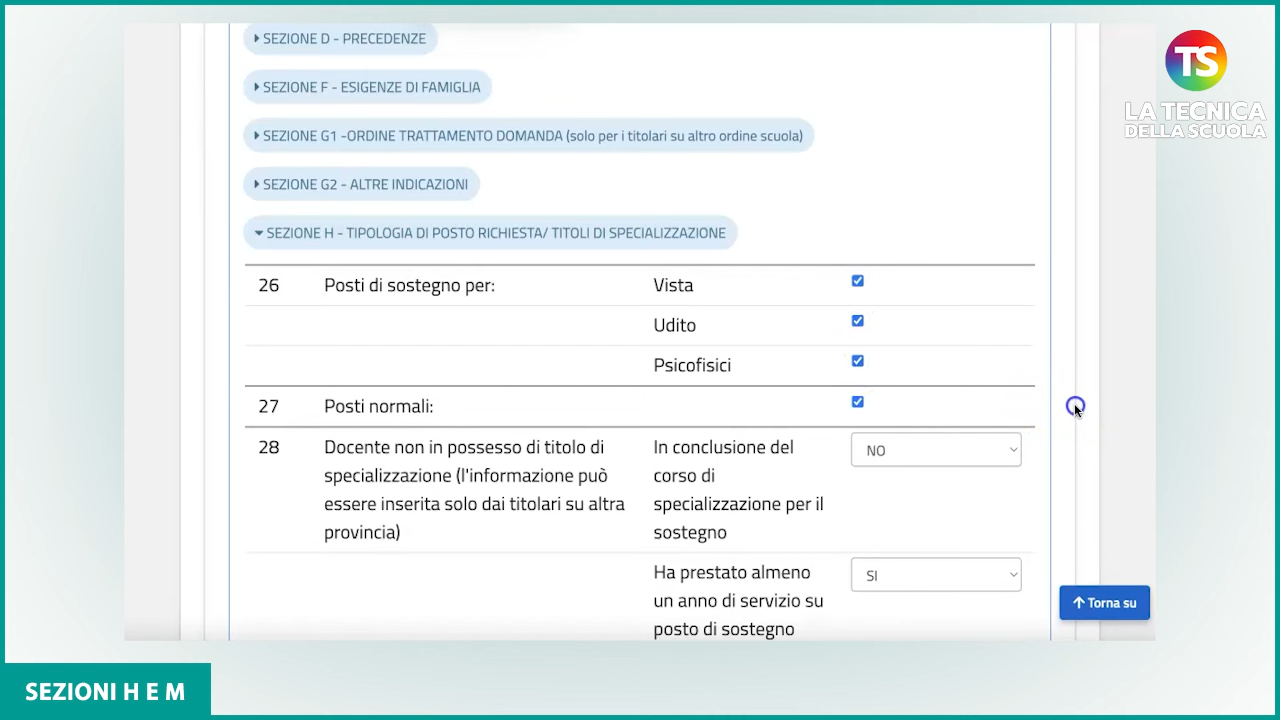 SEZIONE D - PRECEDENZE
SEZIONE F - ESIGENZE DI FAMIGLIA
SEZIONE G1 -ORDINE TRATTAMENTO DOMANDA (solo per i titolari su altro ordine scuola)
SEZIONE G2 - ALTRE INDICAZIONI
SEZIONE H - TIPOLOGIA DI POSTO RICHIESTA/ TITOLI DI SPECIALIZZAZIONE
26 Posti di sostegno per: Vista
Udito
Psicofisici
27 Posti normali:
28 Docente non in possesso di titolo di
specializzazione (l'informazione può
essere inserita solo dai titolari su altra
provincia)
In conclusione del
corso di
specializzazione per il
sostegno
NO
Ha prestato almeno
un anno di servizio su
posto di sostegno
SI
Torna su
TS
LA TECNICA
DELLA SCUOLA
SEZIONI H E M